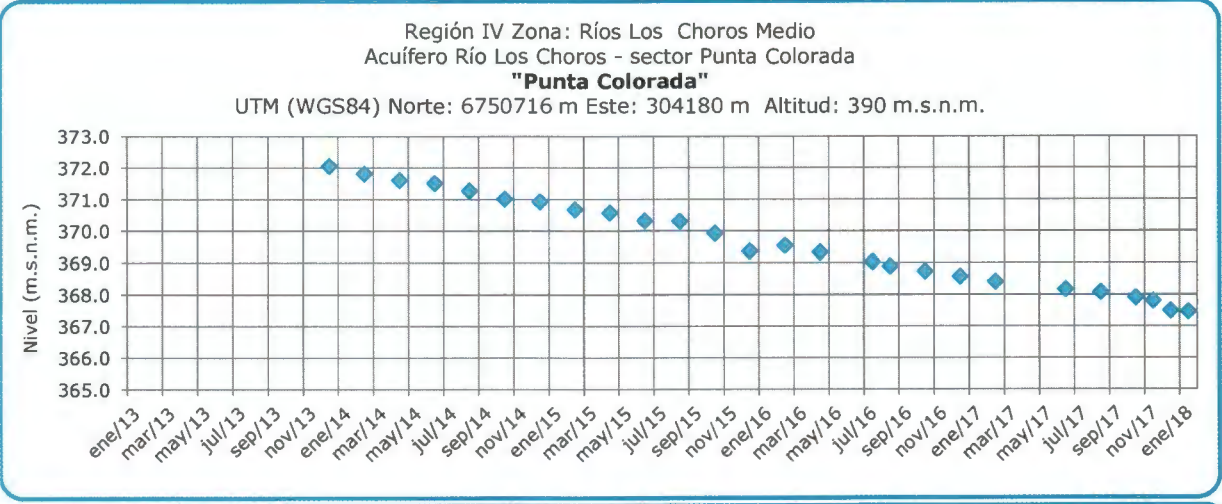 Región IV Zona: Ríos Los Choros Medio
Acuífero Río Los Choros - sector Punta Colorada
"Punta Colorada"
UTM (WGS84) Norte: 6750716 m Este: 304180 m Altitud: 390 m.s.n.m.
Nivel (m.s.n.m.)
373.0
372.0
371.0
370.0
369.0
368.0
367.0
366.0
365.0
ene/13
mar/13
may/13
jul/13
sep/13
nov/13
ene/14
mar/14
may/14
jul/14
sep/14
nov/14
ene/15
mar/15
may/15
jul/15
sep/15
nov/15
ene/16
mar/16
may/16
jul/16
sep/16
nov/16
ene/17
mar/17
may/17
jul/17
sep/17
nov/17
ene/18